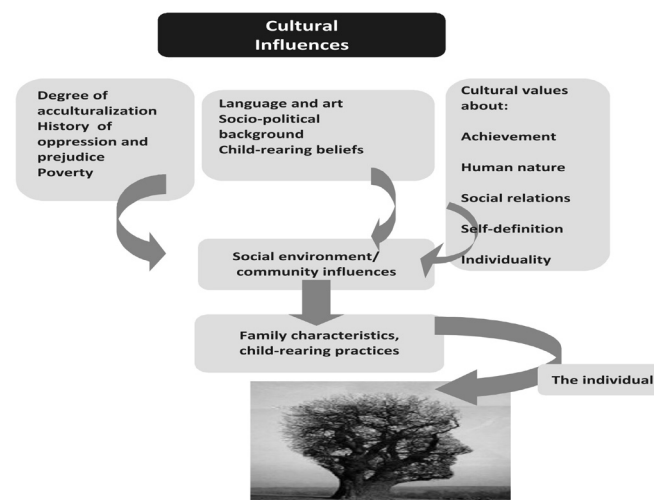 Cultural
Influences
Degree of
acculturalization
History of
oppression and
prejudice
Poverty
Language and art
Socio-political
background
Child-rearing beliefs
Cultural values
about:
Achievement
Human nature
Social relations
Self-definition
Individuality
Social environment/
community influences
Family characteristics,
child-rearing practices
The individual